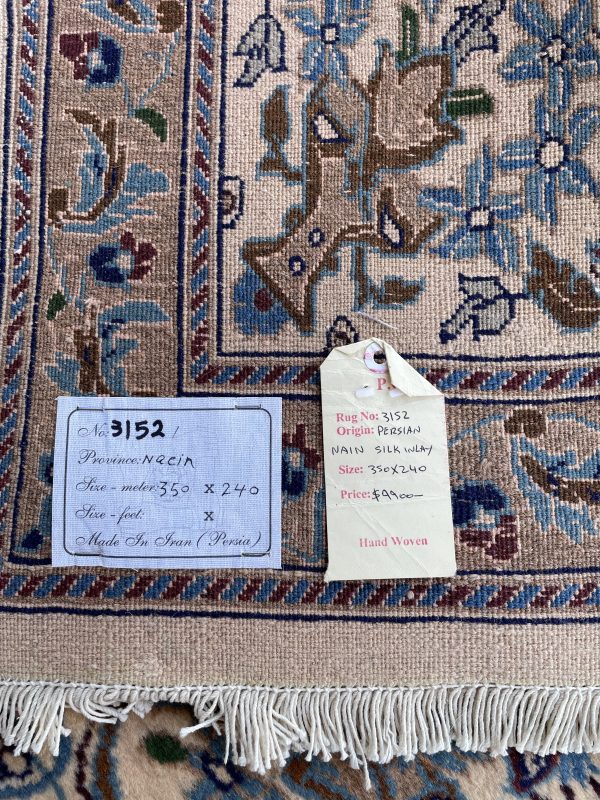 No: 3152 /
Province: Naein
Size - meter: 350 x 240
Size - feet: x
Made In Iran (Persia)
P.
Rug No: 3152
Origin: PERSIAN
NAIN SILK INLAY
Size: 350X240
Price: $9900—
Hand Woven